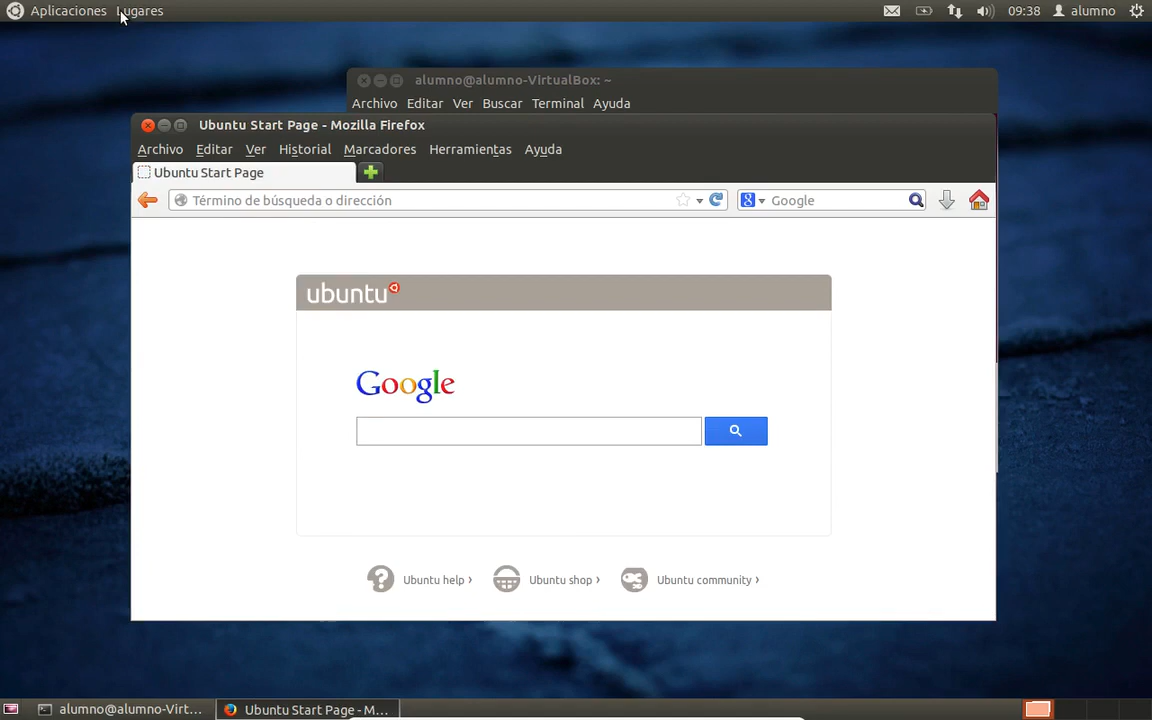 Aplicaciones Lugares 09:38 alumno
alumno@alumno-VirtualBox: ~
Archivo Editar Ver Buscar Terminal Ayuda
Ubuntu Start Page - Mozilla Firefox
Archivo Editar Ver Historial Marcadores Herramientas Ayuda
Ubuntu Start Page
Término de búsqueda o dirección Google
ubuntu
Google
Ubuntu help › Ubuntu shop › Ubuntu community ›
alumno@alumno-Virt... Ubuntu Start Page - M...